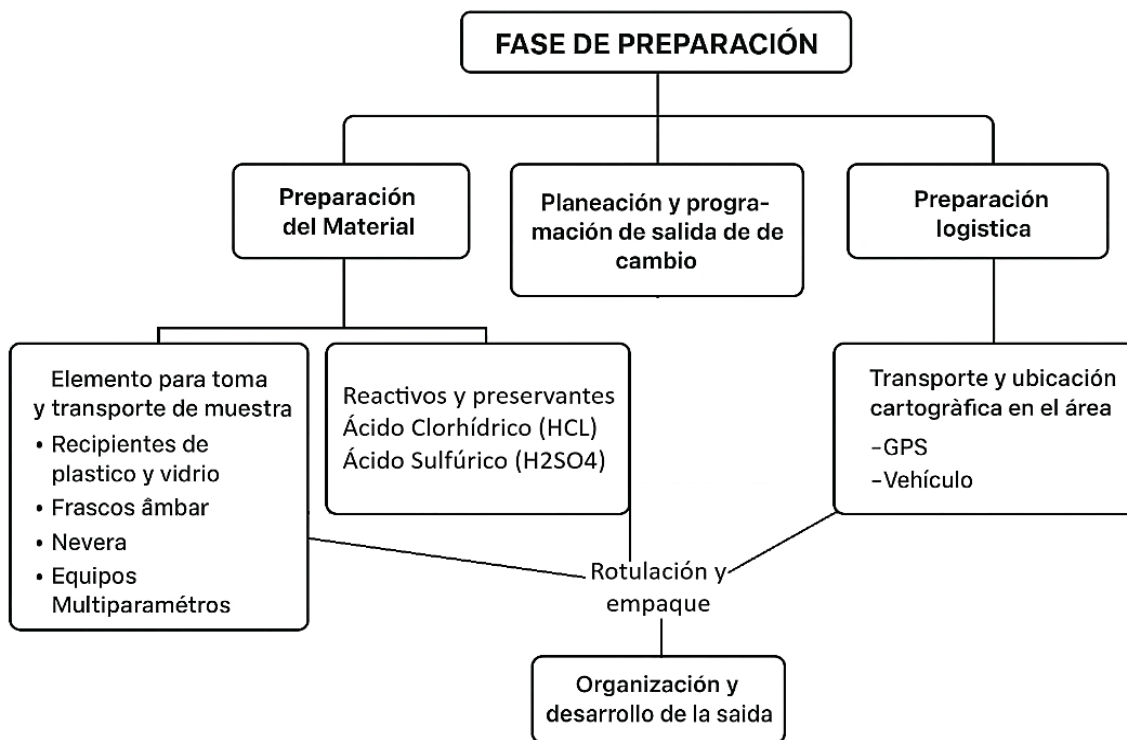 FASE DE PREPARACIÓN
Preparación
del Material
Planeación y progra-
mación de salida de de
cambio
Preparación
logistica
Elemento para toma
y transporte de muestra
• Recipientes de
plastico y vidrio
• Frascos âmbar
• Nevera
• Equipos
Multiparamétros
Reactivos y preservantes
Ácido Clorhídrico (HCL)
Ácido Sulfúrico (H2SO4)
Transporte y ubicación
cartogràfica en el área
-GPS
-Vehículo
Rotulación y
empaque
Organización y
desarrollo de la saida